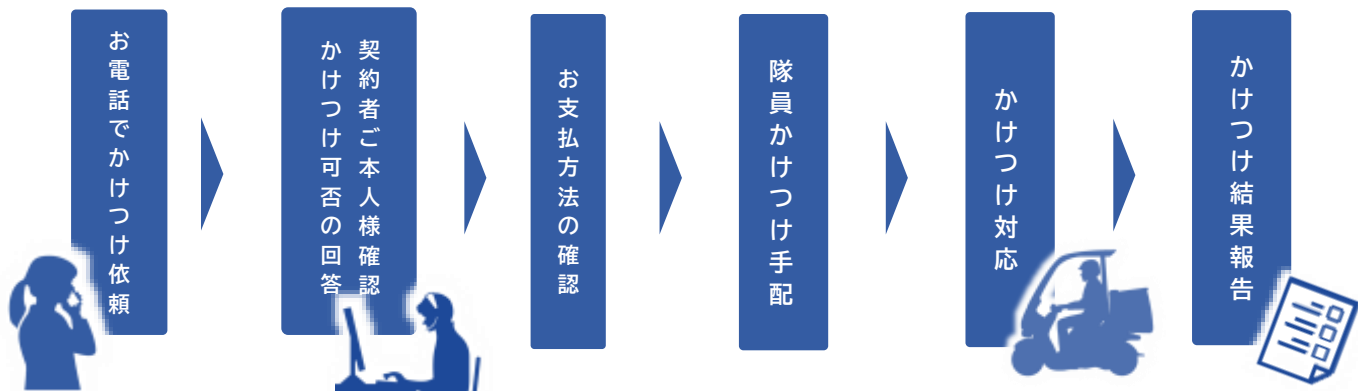 お電話でかけつけ依頼
契約者ご本人様確認
かけつけ可否の回答
お支払方法の確認
隊員かけつけ手配
かけつけ対応
かけつけ結果報告